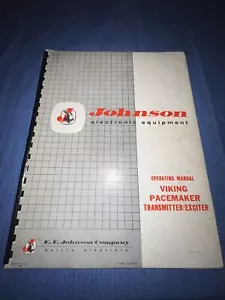 Johnson
electronic equipment
OPERATING MANUAL
VIKING
PACEMAKER
TRANSMITTER/EXCITER
E. F. Johnson Company